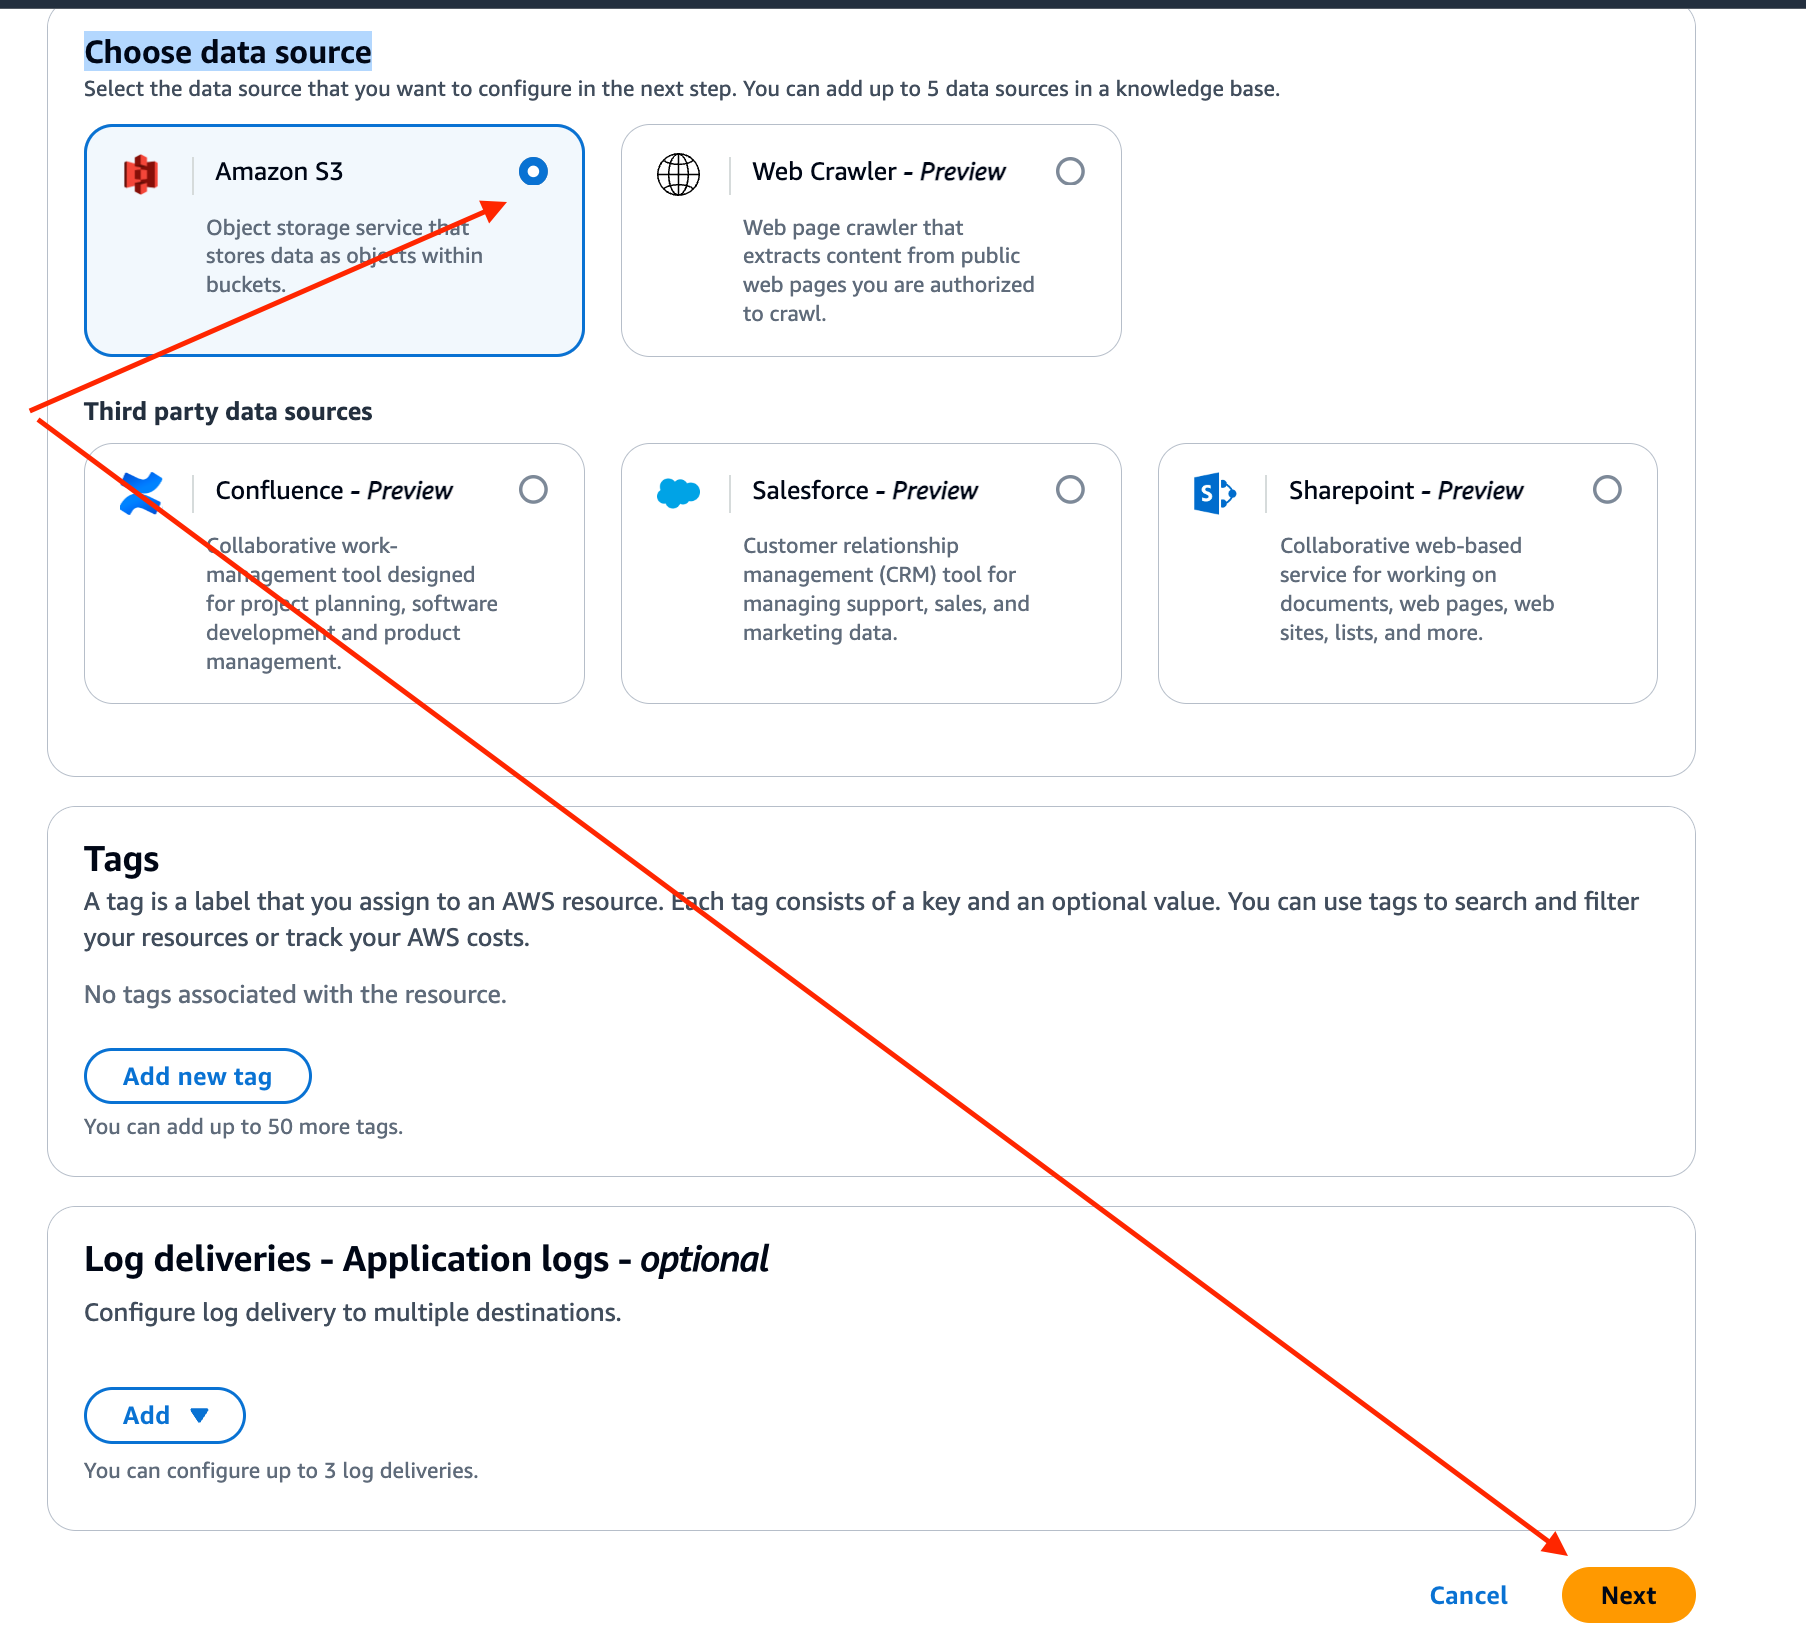 Choose data source
Select the data source that you want to configure in the next step. You can add up to 5 data sources in a knowledge base.
Amazon S3
Object storage service that
stores data as objects within
buckets.
Web Crawler - Preview
Web page crawler that
extracts content from public
web pages you are authorized
to crawl.
Third party data sources
Confluence - Preview
Collaborative work-
management tool designed
for project planning, software
development and product
management.
Salesforce - Preview
Customer relationship
management (CRM) tool for
managing support, sales, and
marketing data.
S
Sharepoint - Preview
Collaborative web-based
service for working on
documents, web pages, web
sites, lists, and more.
Tags
A tag is a label that you assign to an AWS resource. Each tag consists of a key and an optional value. You can use tags to search and filter
your resources or track your AWS costs.
No tags associated with the resource.
Add new tag
You can add up to 50 more tags.
Log deliveries - Application logs - optional
Configure log delivery to multiple destinations.
Add
You can configure up to 3 log deliveries.
Cancel
Next